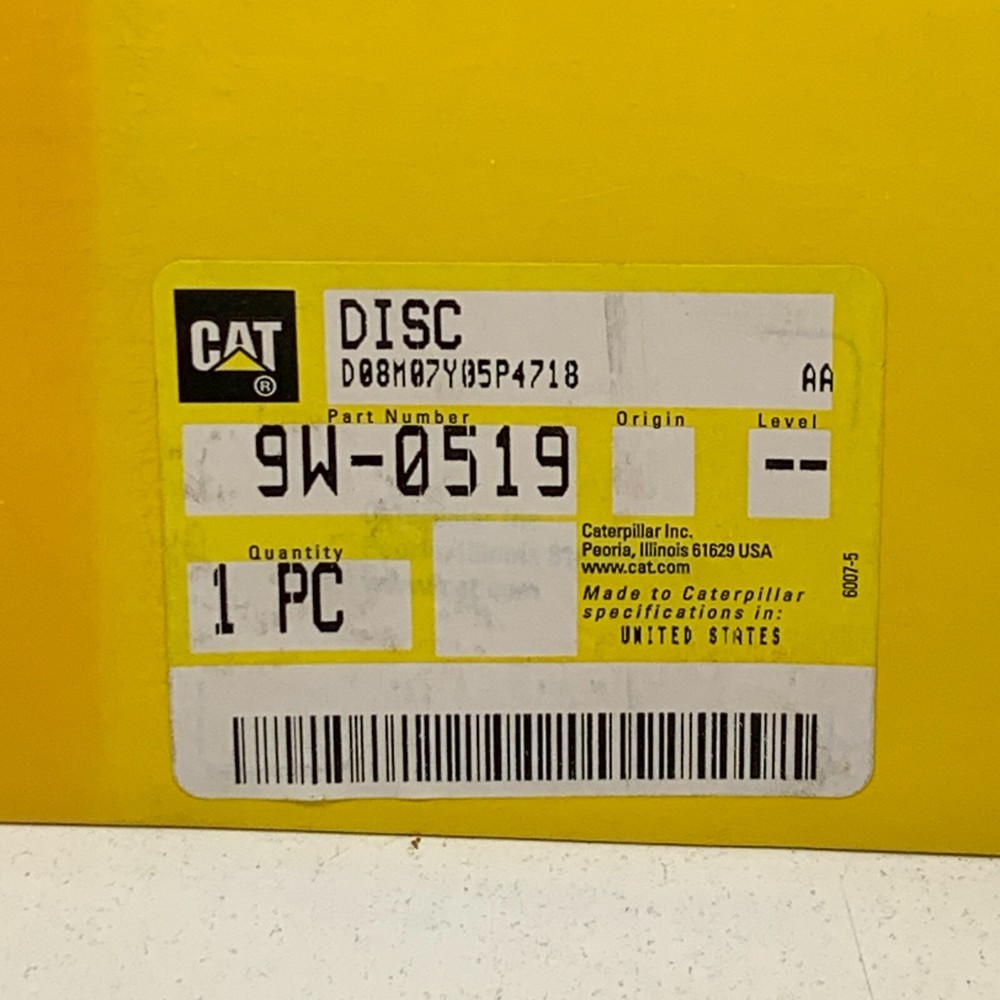 CAT ®
DISC
D08M07Y05P4718 AA
Part Number Origin Level
9W-0519 --
Quantity
1 PC
Caterpillar Inc.
Peoria, Illinois 61629 USA
www.cat.com
Made to Caterpillar
specifications in:
UNITED STATES
6007-5